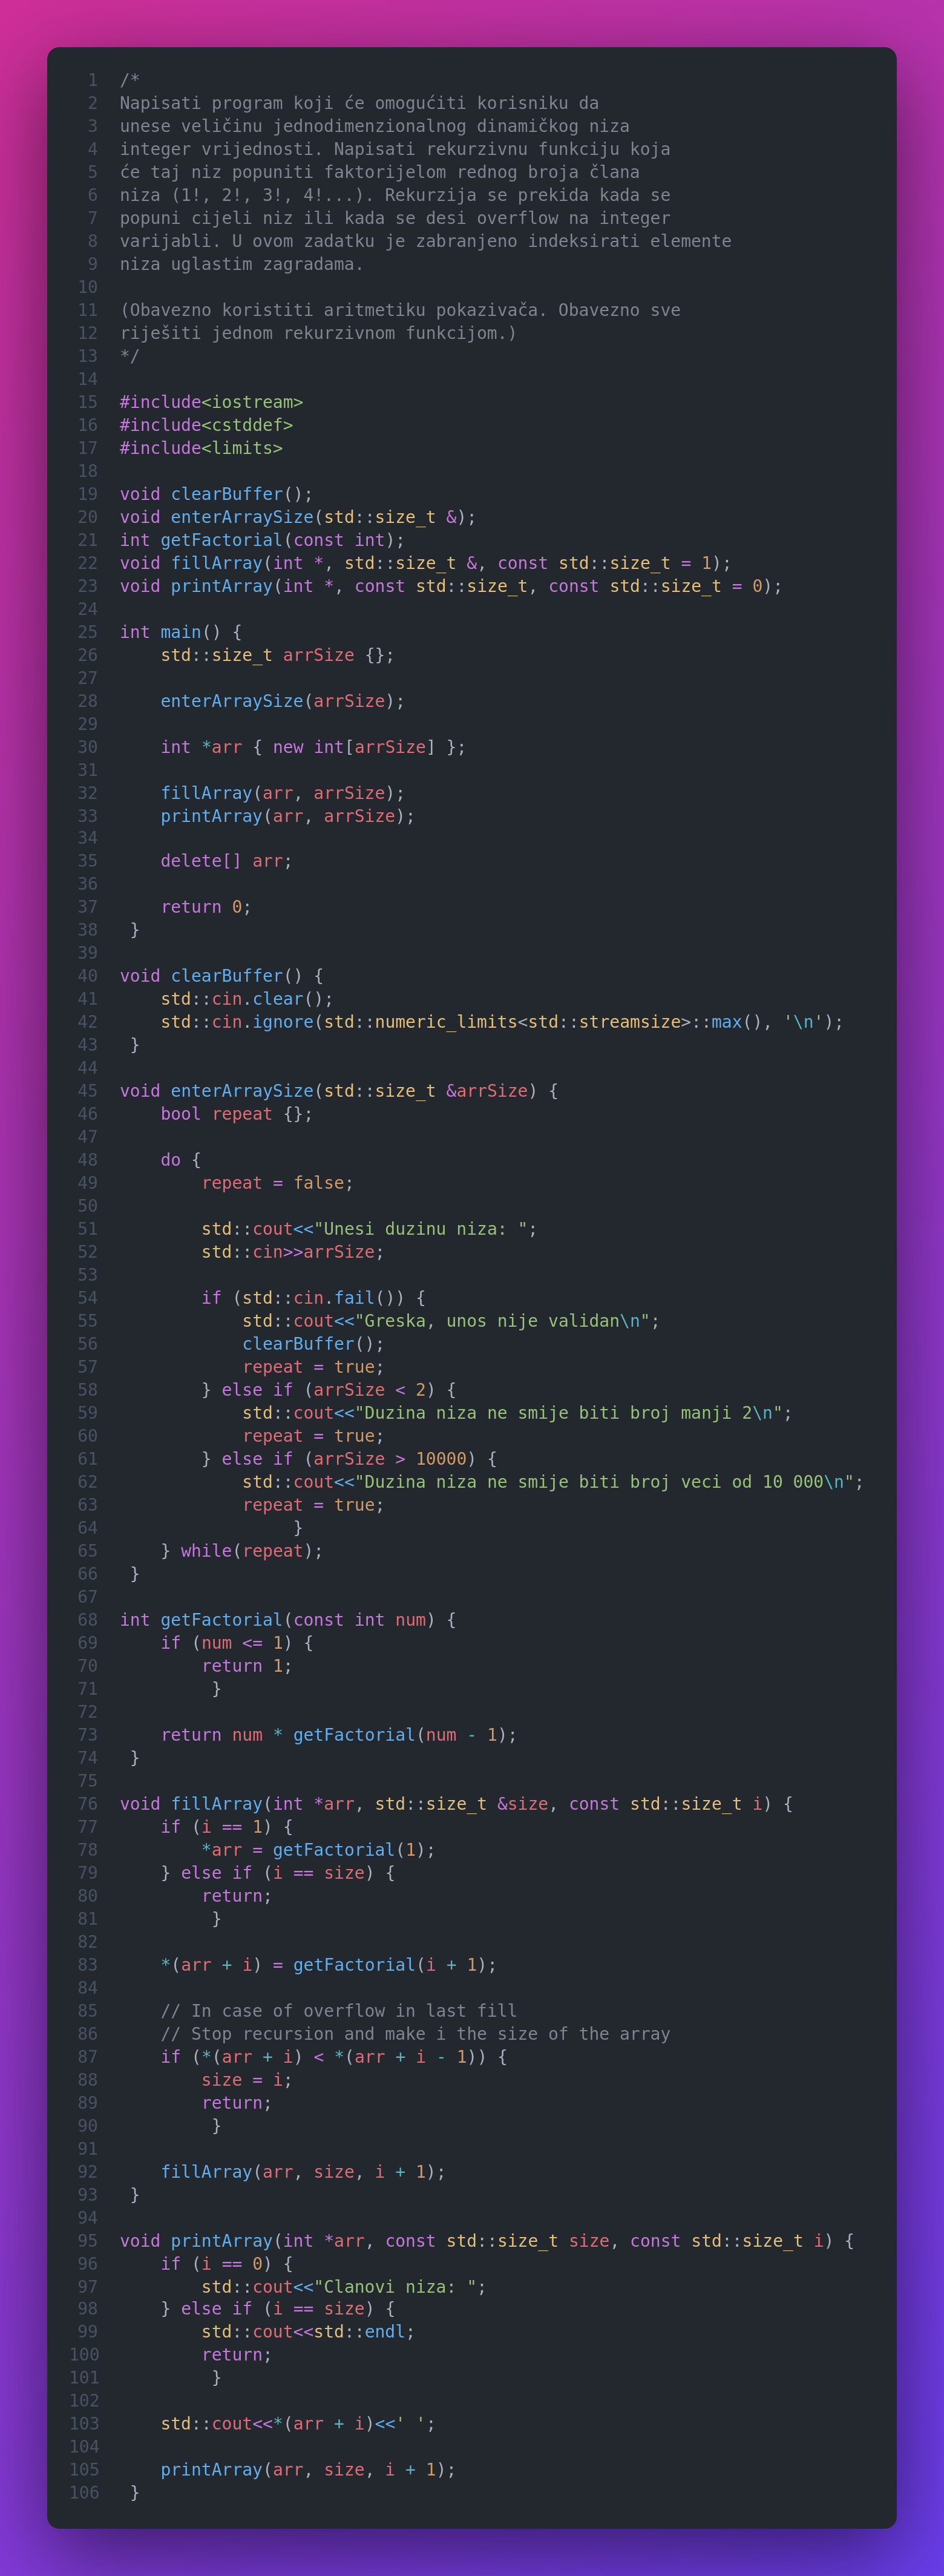 1 /*
2 Napisati program koji će omogućiti korisniku da
3 unese veličinu jednodimenzionalnog dinamičkog niza
4 integer vrijednosti. Napisati rekurzivnu funkciju koja
5 će taj niz popuniti faktorijelom rednog broja člana
6 niza (1!, 2!, 3!, 4!...). Rekurzija se prekida kada se
7 popuni cijeli niz ili kada se desi overflow na integer
8 varijabli. U ovom zadatku je zabranjeno indeksirati elemente
9 niza uglastim zagradama.
10
11 (Obavezno koristiti aritmetiku pokazivača. Obavezno sve
12 riješiti jednom rekurzivnom funkcijom.)
13 */
14
15 #include<iostream>
16 #include<cstddef>
17 #include<limits>
18
19 void clearBuffer();
20 void enterArraySize(std::size_t &);
21 int getFactorial(const int);
22 void fillArray(int *, std::size_t &, const std::size_t = 1);
23 void printArray(int *, const std::size_t, const std::size_t = 0);
24
25 int main() {
26     std::size_t arrSize {};
27
28     enterArraySize(arrSize);
29
30     int *arr { new int[arrSize] };
31
32     fillArray(arr, arrSize);
33     printArray(arr, arrSize);
34
35     delete[] arr;
36
37     return 0;
38  }
39
40 void clearBuffer() {
41     std::cin.clear();
42     std::cin.ignore(std::numeric_limits<std::streamsize>::max(), '\n');
43  }
44
45 void enterArraySize(std::size_t &arrSize) {
46     bool repeat {};
47
48     do {
49         repeat = false;
50
51         std::cout<<"Unesi duzinu niza: ";
52         std::cin>>arrSize;
53
54         if (std::cin.fail()) {
55             std::cout<<"Greska, unos nije validan\n";
56             clearBuffer();
57             repeat = true;
58         } else if (arrSize < 2) {
59             std::cout<<"Duzina niza ne smije biti broj manji 2\n";
60             repeat = true;
61         } else if (arrSize > 10000) {
62             std::cout<<"Duzina niza ne smije biti broj veci od 10 000\n";
63             repeat = true;
64                  }
65     } while(repeat);
66  }
67
68 int getFactorial(const int num) {
69     if (num <= 1) {
70         return 1;
71          }
72
73     return num * getFactorial(num - 1);
74  }
75
76 void fillArray(int *arr, std::size_t &size, const std::size_t i) {
77     if (i == 1) {
78         *arr = getFactorial(1);
79     } else if (i == size) {
80         return;
81          }
82
83     *(arr + i) = getFactorial(i + 1);
84
85     // In case of overflow in last fill
86     // Stop recursion and make i the size of the array
87     if (*(arr + i) < *(arr + i - 1)) {
88         size = i;
89         return;
90          }
91
92     fillArray(arr, size, i + 1);
93  }
94
95 void printArray(int *arr, const std::size_t size, const std::size_t i) {
96     if (i == 0) {
97         std::cout<<"Clanovi niza: ";
98     } else if (i == size) {
99         std::cout<<std::endl;
100         return;
101          }
102
103     std::cout<<*(arr + i)<<' ';
104
105     printArray(arr, size, i + 1);
106  }